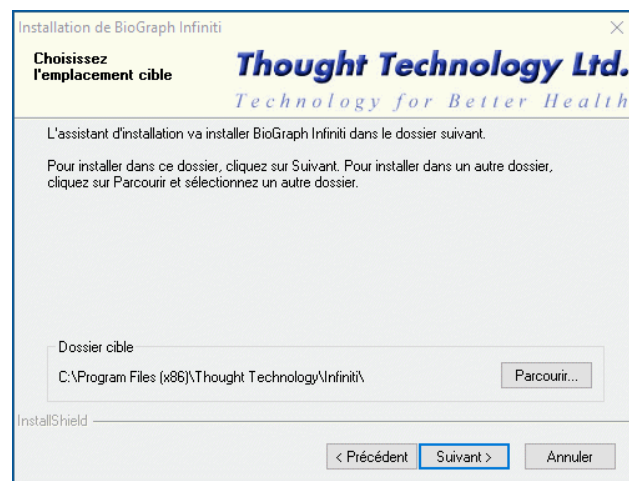 Installation de BioGraph Infiniti
Choisissez
l'emplacement cible
Thought Technology Ltd.
Technology for Better Health
L'assistant d'installation va installer BioGraph Infiniti dans le dossier suivant.
Pour installer dans ce dossier, cliquez sur Suivant. Pour installer dans un autre dossier,
cliquez sur Parcourir et sélectionnez un autre dossier.
Dossier cible
C:\Program Files (x86)\Thought Technology\Infiniti\
Parcourir...
InstallShield
< Précédent
Suivant >
Annuler